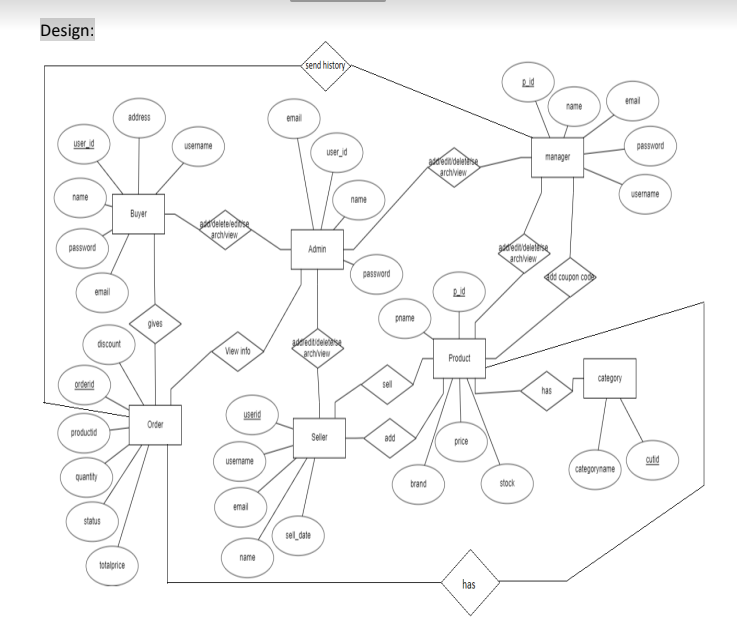 Design:
send history
p_id
name
email
password
username
manager
address
user_id
username
name
password
email
Buyer
email
user_id
name
password
Admin
add/delete/edit/se
arch/view
add/edit/delete/se
arch/view
add/edit/delete/se
arch/view
add coupon code
gives
View info
add/edit/delete/se
arch/view
p_id
pname
Product
sell
add
has
category
categoryname
cutid
price
brand
stock
discount
orderid
productid
quantity
status
totalprice
Order
userid
username
email
name
sell_date
Seller
has